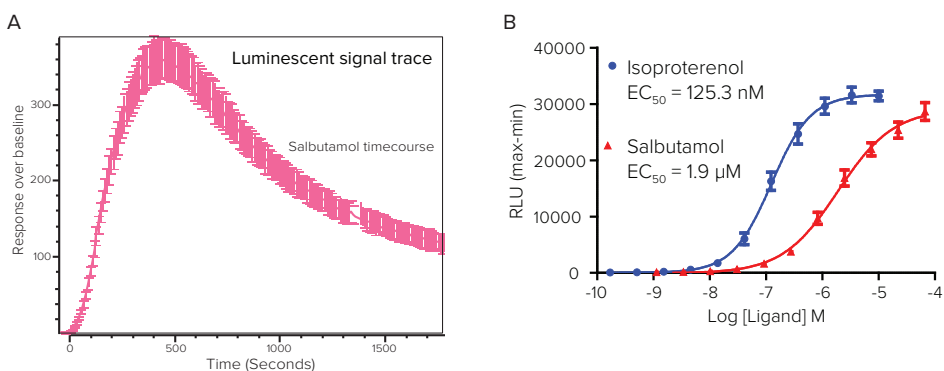 A
Luminescent signal trace
Salbutamol timecourse
Response over baseline
300
200
100
0
500
1000
1500
Time (Seconds)
B
40000
30000
20000
10000
0
RLU (max-min)
Isoproterenol
EC50 = 125.3 nM
Salbutamol
EC50 = 1.9 µM
-10 -9 -8 -7 -6 -5 -4
Log [Ligand] M